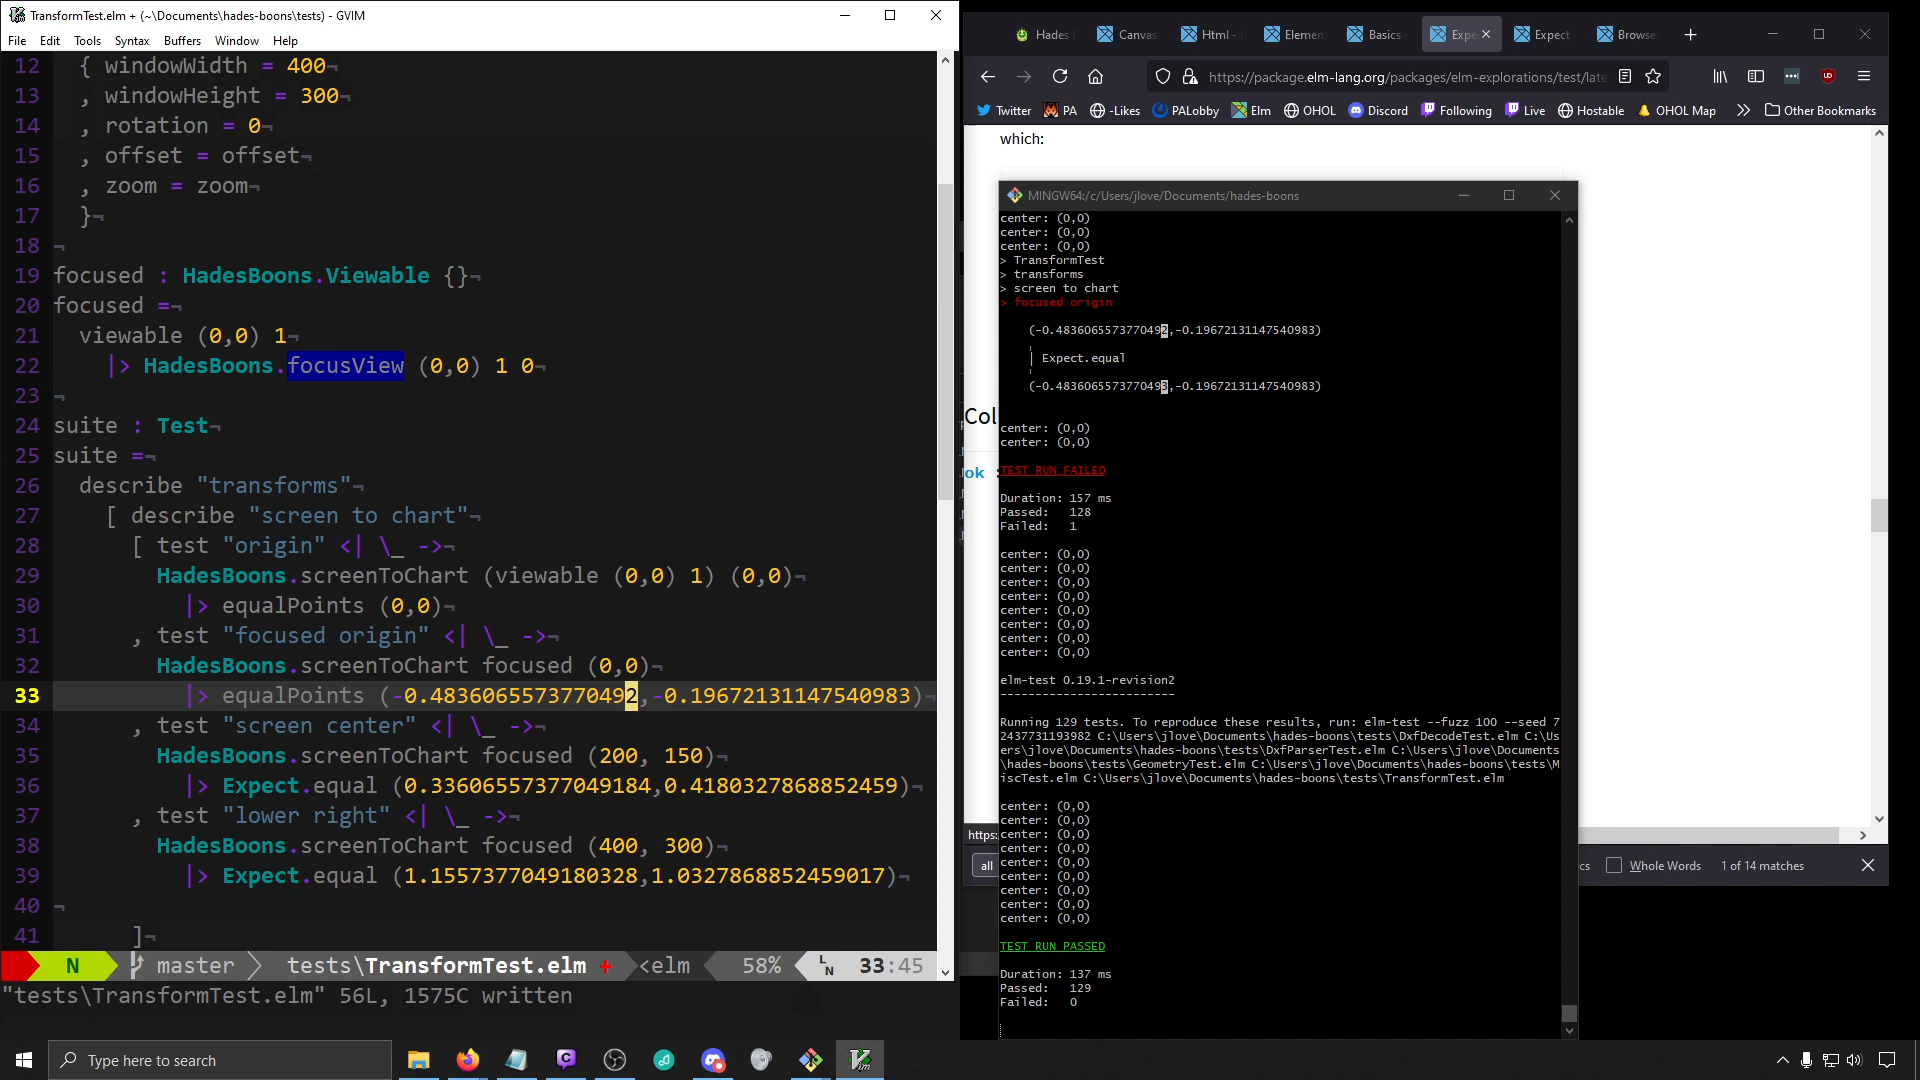 TransformTest.elm + (~\Documents\hades-boons\tests) - GVIM
File Edit Tools Syntax Buffers Window Help
12 { windowWidth = 400¬
13 , windowHeight = 300¬
14 , rotation = 0¬
15 , offset = offset¬
16 , zoom = zoom¬
17 }¬
18 ¬
19 focused : HadesBoons.Viewable {}¬
20 focused =¬
21 viewable (0,0) 1¬
22 |> HadesBoons.focusView (0,0) 1 0¬
23 ¬
24 suite : Test¬
25 suite =¬
26 describe "transforms"¬
27 [ describe "screen to chart"¬
28 [ test "origin" <| \_ ->¬
29 HadesBoons.screenToChart (viewable (0,0) 1) (0,0)¬
30 |> equalPoints (0,0)¬
31 , test "focused origin" <| \_ ->¬
32 HadesBoons.screenToChart focused (0,0)¬
33 |> equalPoints (-0.4836065573770492,-0.19672131147540983)¬
34 , test "screen center" <| \_ ->¬
35 HadesBoons.screenToChart focused (200, 150)¬
36 |> Expect.equal (0.33606557377049184,0.4180327868852459)¬
37 , test "lower right" <| \_ ->¬
38 HadesBoons.screenToChart focused (400, 300)¬
39 |> Expect.equal (1.1557377049180328,1.0327868852459017)¬
40 ¬
41 ]¬
N master tests\TransformTest.elm + <elm 58% LN 33:45
"tests\TransformTest.elm" 56L, 1575C written
Hades Canvas Html - Elemen Basics Expe Expect Browse
https://package.elm-lang.org/packages/elm-explorations/test/late
Twitter PA -Likes PALobby Elm OHOL Discord Following Live Hostable OHOL Map Other Bookmarks
which:
Col
ok :
https:
all
cs Whole Words 1 of 14 matches
MINGW64:/c/Users/jlove/Documents/hades-boons
center: (0,0)
center: (0,0)
center: (0,0)
> TransformTest
> transforms
> screen to chart
> focused origin
(-0.4836065573770492,-0.19672131147540983)
| Expect.equal
(-0.4836065573770493,-0.19672131147540983)
center: (0,0)
center: (0,0)
TEST RUN FAILED
Duration: 157 ms
Passed: 128
Failed: 1
center: (0,0)
center: (0,0)
center: (0,0)
center: (0,0)
center: (0,0)
center: (0,0)
center: (0,0)
center: (0,0)
elm-test 0.19.1-revision2
-------------------------
Running 129 tests. To reproduce these results, run: elm-test --fuzz 100 --seed 7
2437731193982 C:\Users\jlove\Documents\hades-boons\tests\DxfDecodeTest.elm C:\Us
ers\jlove\Documents\hades-boons\tests\DxfParserTest.elm C:\Users\jlove\Documents
\hades-boons\tests\GeometryTest.elm C:\Users\jlove\Documents\hades-boons\tests\M
iscTest.elm C:\Users\jlove\Documents\hades-boons\tests\TransformTest.elm
center: (0,0)
center: (0,0)
center: (0,0)
center: (0,0)
center: (0,0)
center: (0,0)
center: (0,0)
center: (0,0)
center: (0,0)
TEST RUN PASSED
Duration: 137 ms
Passed: 129
Failed: 0
Type here to search